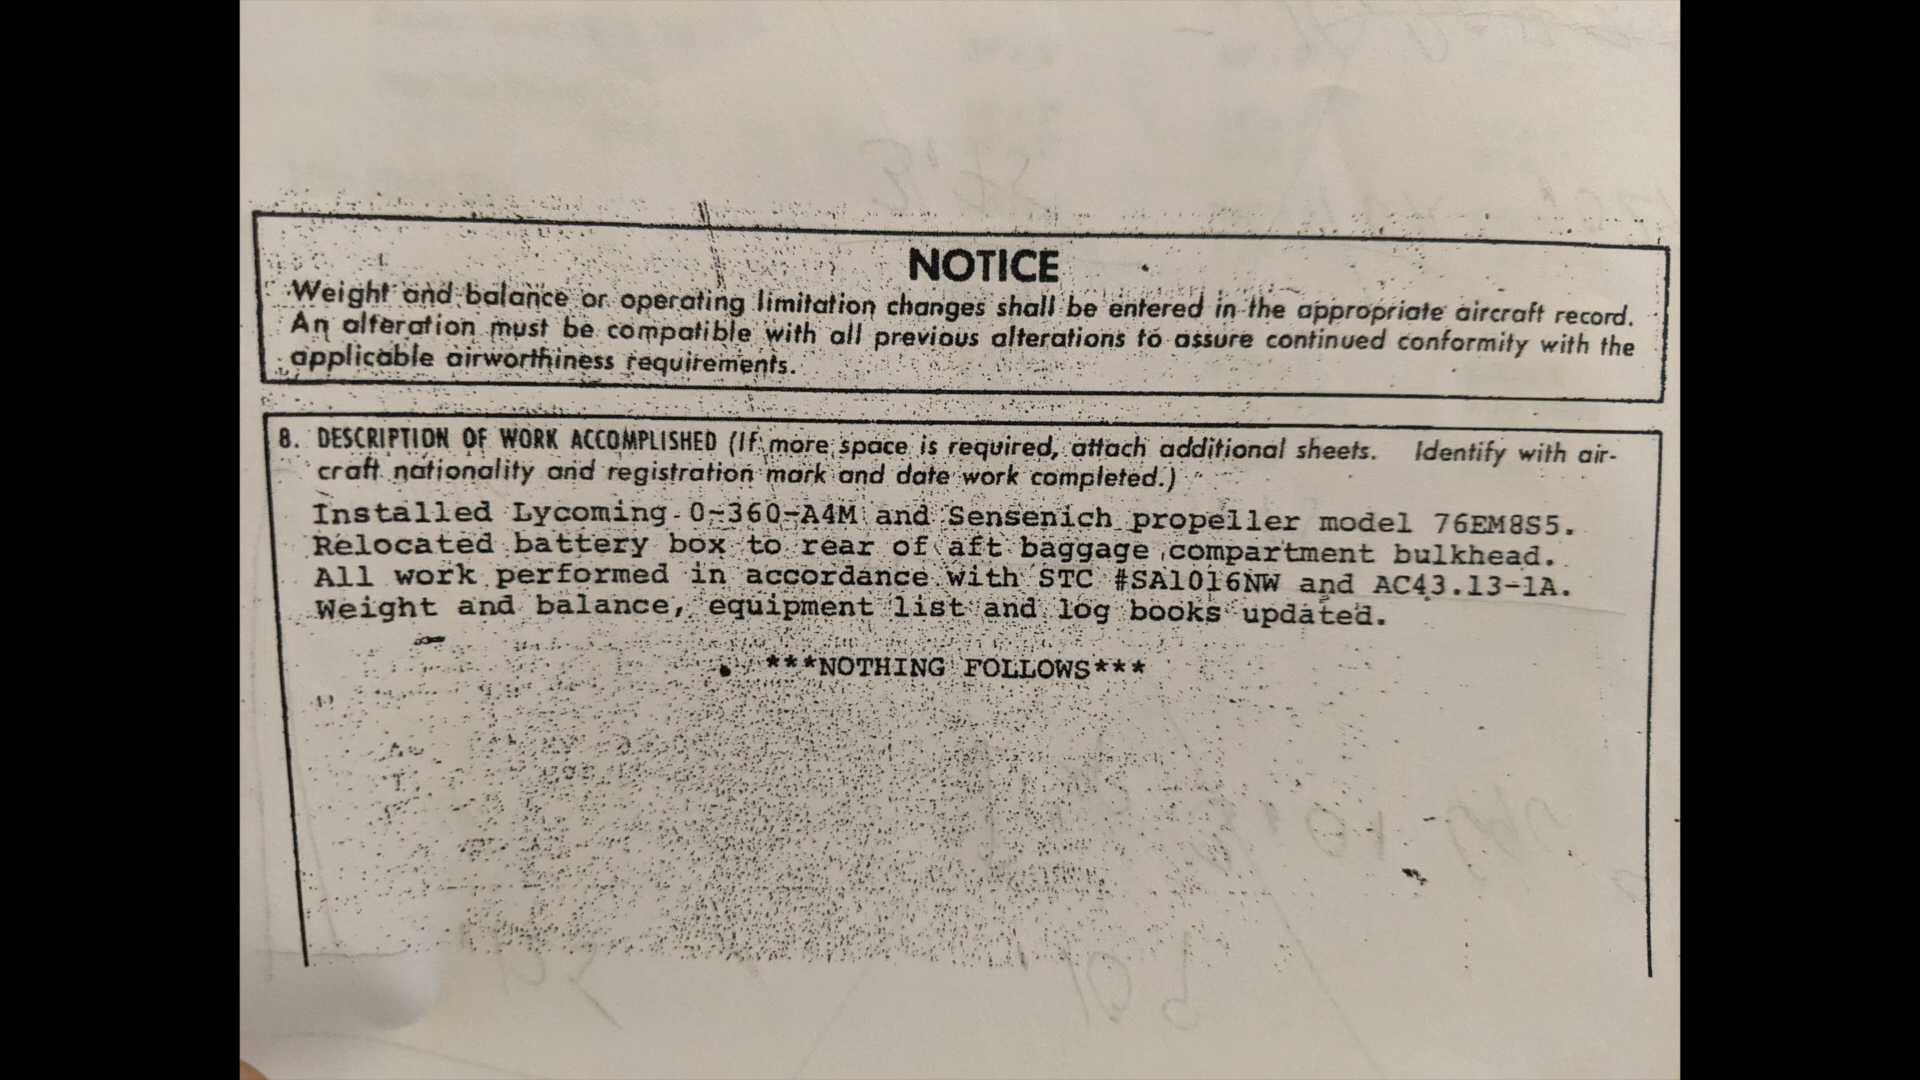 NOTICE
Weight and balance or operating limitation changes shall be entered in the appropriate aircraft record.
An alteration must be compatible with all previous alterations to assure continued conformity with the
applicable airworthiness requirements.
8. DESCRIPTION OF WORK ACCOMPLISHED (If more space is required, attach additional sheets. Identify with air-
craft nationality and registration mark and date work completed.)
Installed Lycoming O-360-A4M and Sensenich propeller model 76EM8S5.
Relocated battery box to rear of aft baggage compartment bulkhead.
All work performed in accordance with STC #SA1016NW and AC43.13-1A.
Weight and balance, equipment list and log books updated.
***NOTHING FOLLOWS***